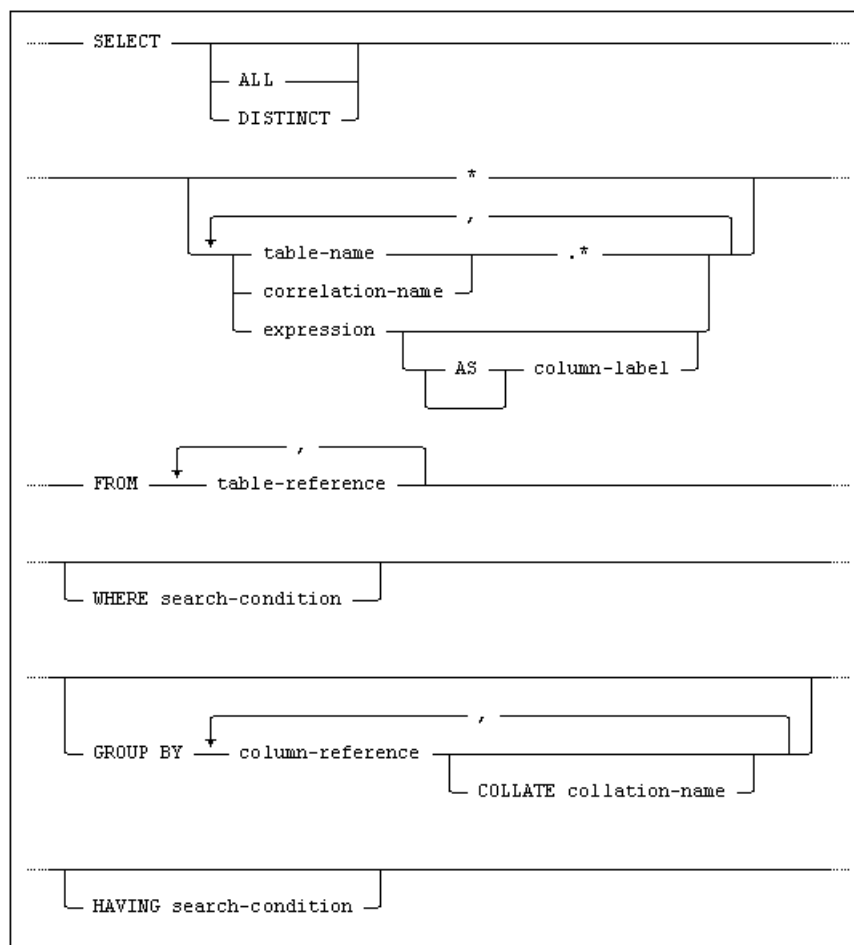 SELECT
ALL
DISTINCT
*
,
table-name .*
correlation-name
expression
AS column-label
,
FROM table-reference
WHERE search-condition
,
GROUP BY column-reference
COLLATE collation-name
HAVING search-condition